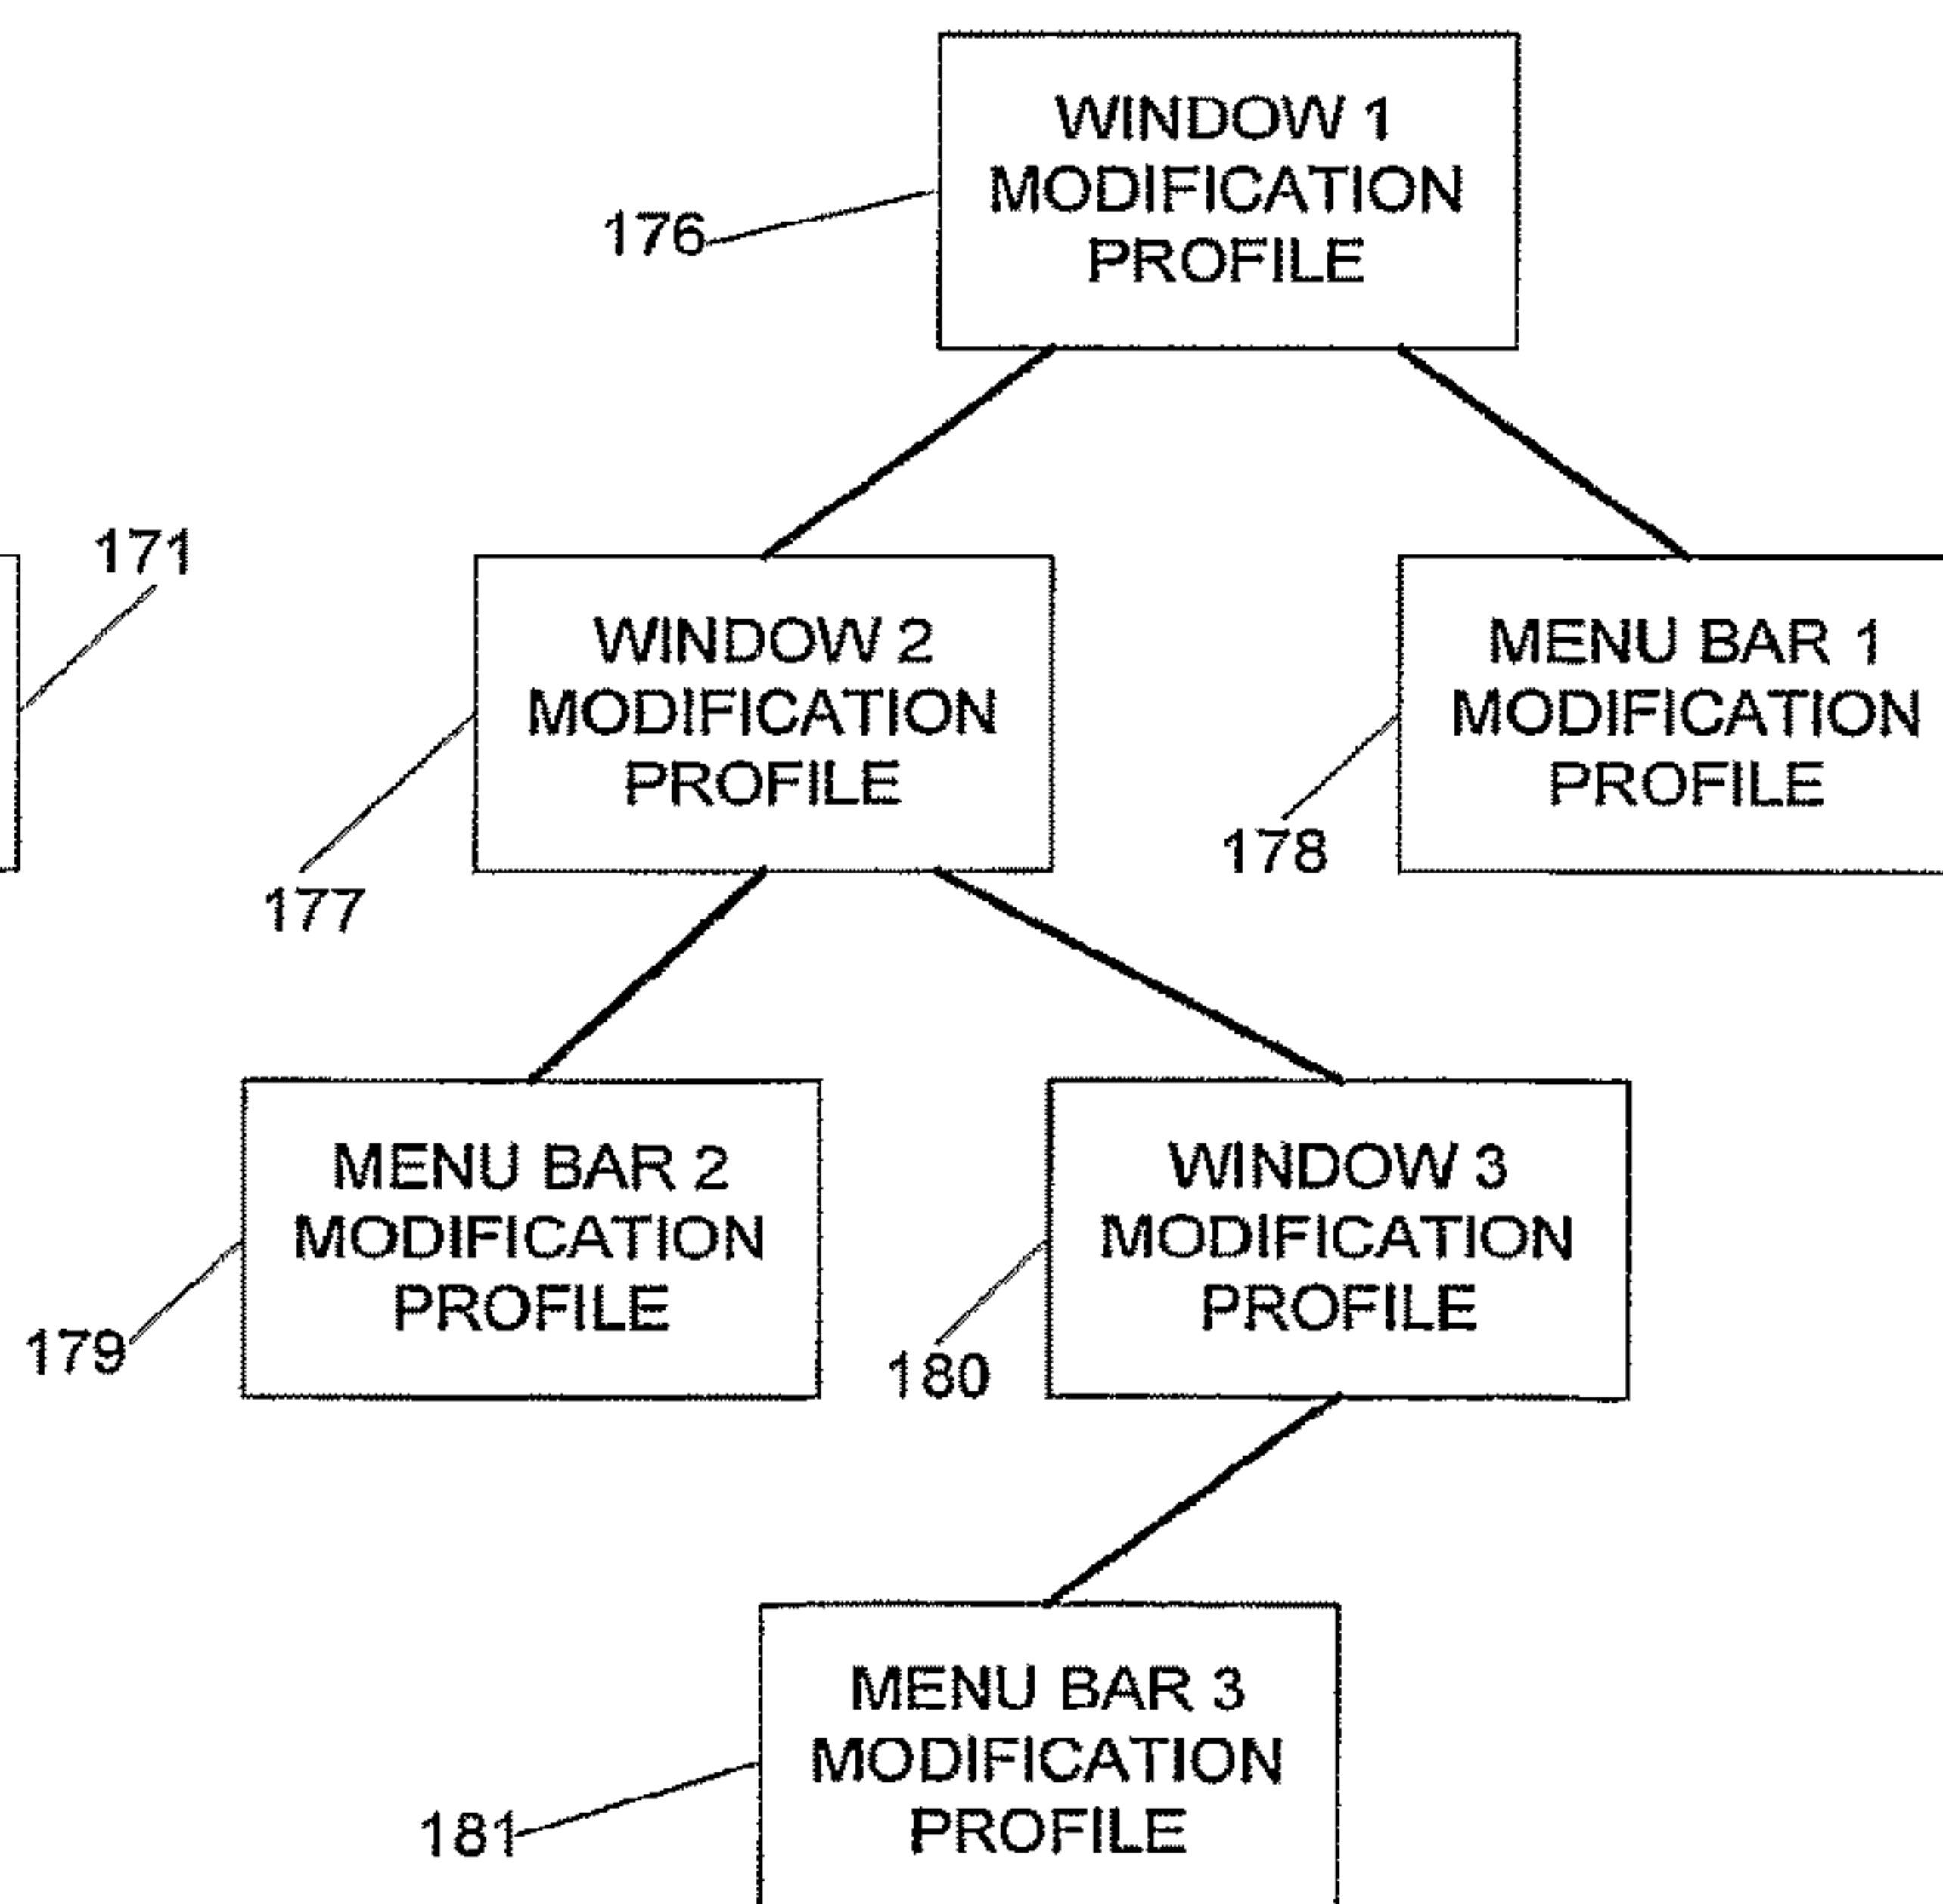 WINDOW 1
MODIFICATION
PROFILE
176
171
WINDOW 2
MODIFICATION
PROFILE
177
MENU BAR 1
MODIFICATION
PROFILE
178
MENU BAR 2
MODIFICATION
PROFILE
179
WINDOW 3
MODIFICATION
PROFILE
180
MENU BAR 3
MODIFICATION
PROFILE
181